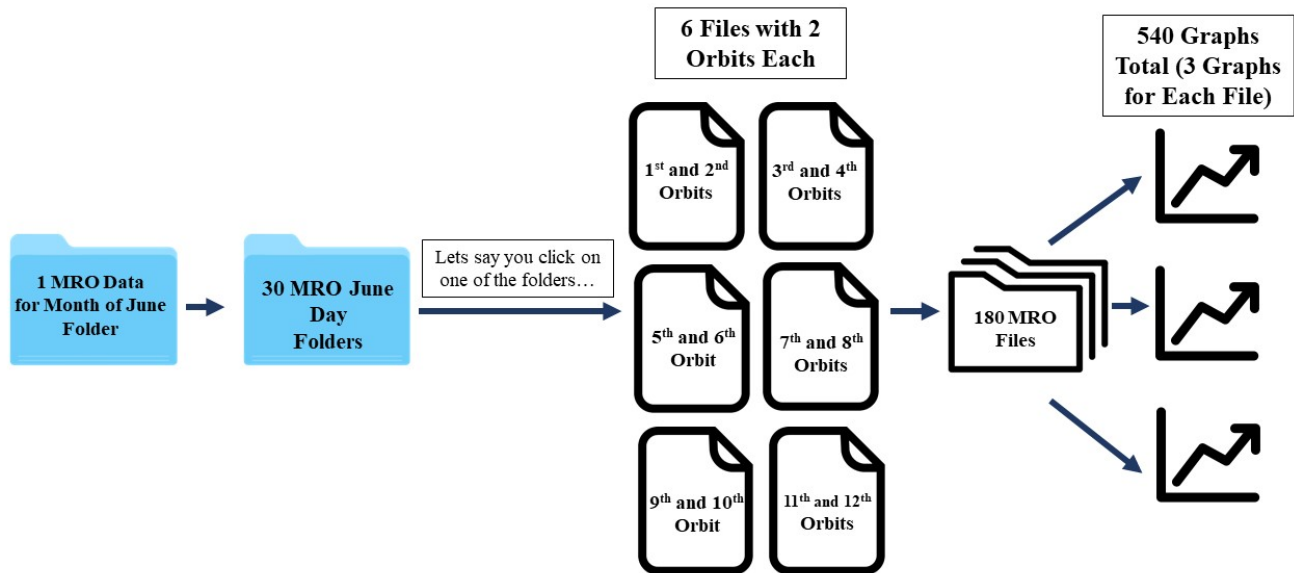 6 Files with 2
Orbits Each
540 Graphs
Total (3 Graphs
for Each File)
1st and 2nd
Orbits
3rd and 4th
Orbits
1 MRO Data
for Month of June
Folder
30 MRO June
Day
Folders
Lets say you click on
one of the folders…
5th and 6th
Orbit
7th and 8th
Orbits
180 MRO
Files
9th and 10th
Orbit
11th and 12th
Orbits